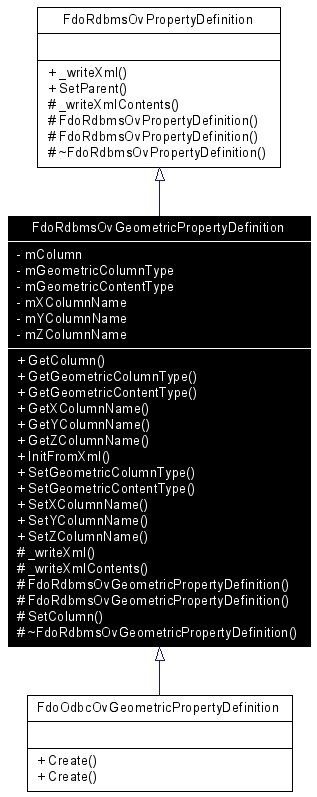 FdoRdbmsOvPropertyDefinition
+ _writeXml()
+ SetParent()
# _writeXmlContents()
# FdoRdbmsOvPropertyDefinition()
# FdoRdbmsOvPropertyDefinition()
# ~FdoRdbmsOvPropertyDefinition()
FdoRdbmsOvGeometricPropertyDefinition
- mColumn
- mGeometricColumnType
- mGeometricContentType
- mXColumnName
- mYColumnName
- mZColumnName
+ GetColumn()
+ GetGeometricColumnType()
+ GetGeometricContentType()
+ GetXColumnName()
+ GetYColumnName()
+ GetZColumnName()
+ InitFromXml()
+ SetGeometricColumnType()
+ SetGeometricContentType()
+ SetXColumnName()
+ SetYColumnName()
+ SetZColumnName()
# _writeXml()
# _writeXmlContents()
# FdoRdbmsOvGeometricPropertyDefinition()
# FdoRdbmsOvGeometricPropertyDefinition()
# SetColumn()
# ~FdoRdbmsOvGeometricPropertyDefinition()
FdoOdbcOvGeometricPropertyDefinition
+ Create()
+ Create()